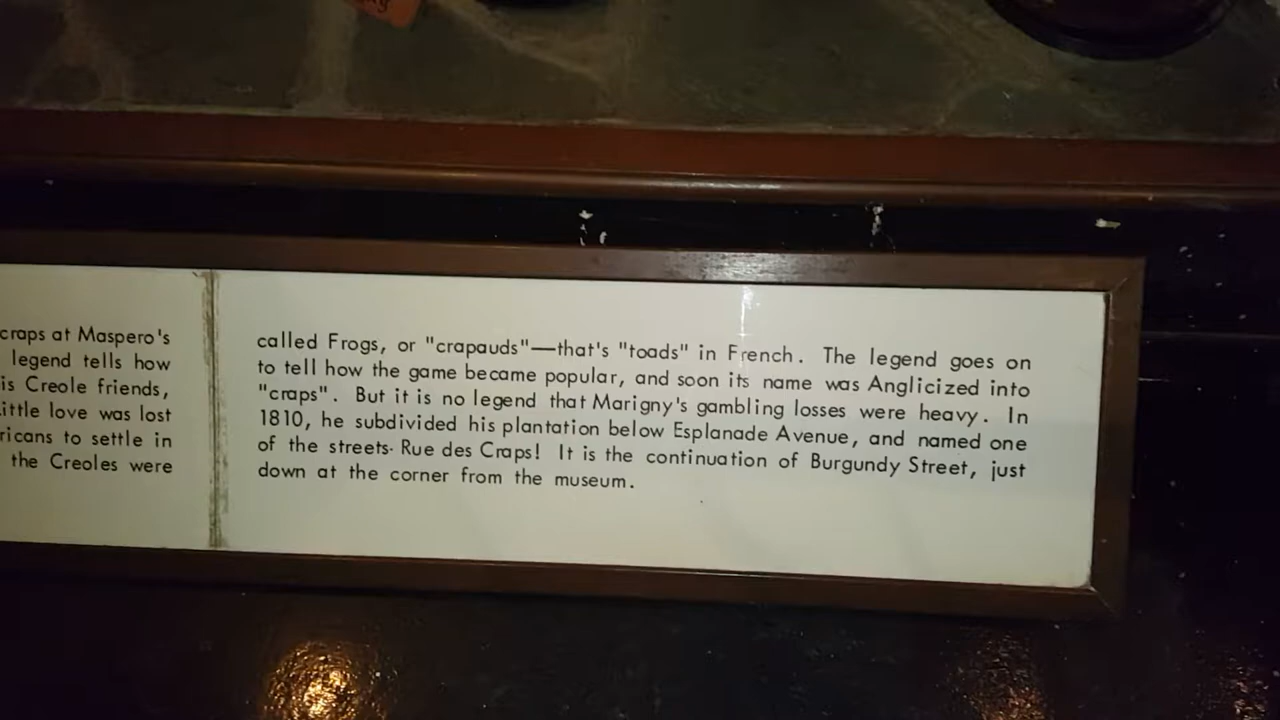 craps at Maspero's
legend tells how
is Creole friends,
ittle love was lost
ricans to settle in
the Creoles were
called Frogs, or "crapauds"—that's "toads" in French. The legend goes on
to tell how the game became popular, and soon its name was Anglicized into
"craps". But it is no legend that Marigny's gambling losses were heavy. In
1810, he subdivided his plantation below Esplanade Avenue, and named one
of the streets. Rue des Craps! It is the continuation of Burgundy Street, just
down at the corner from the museum.